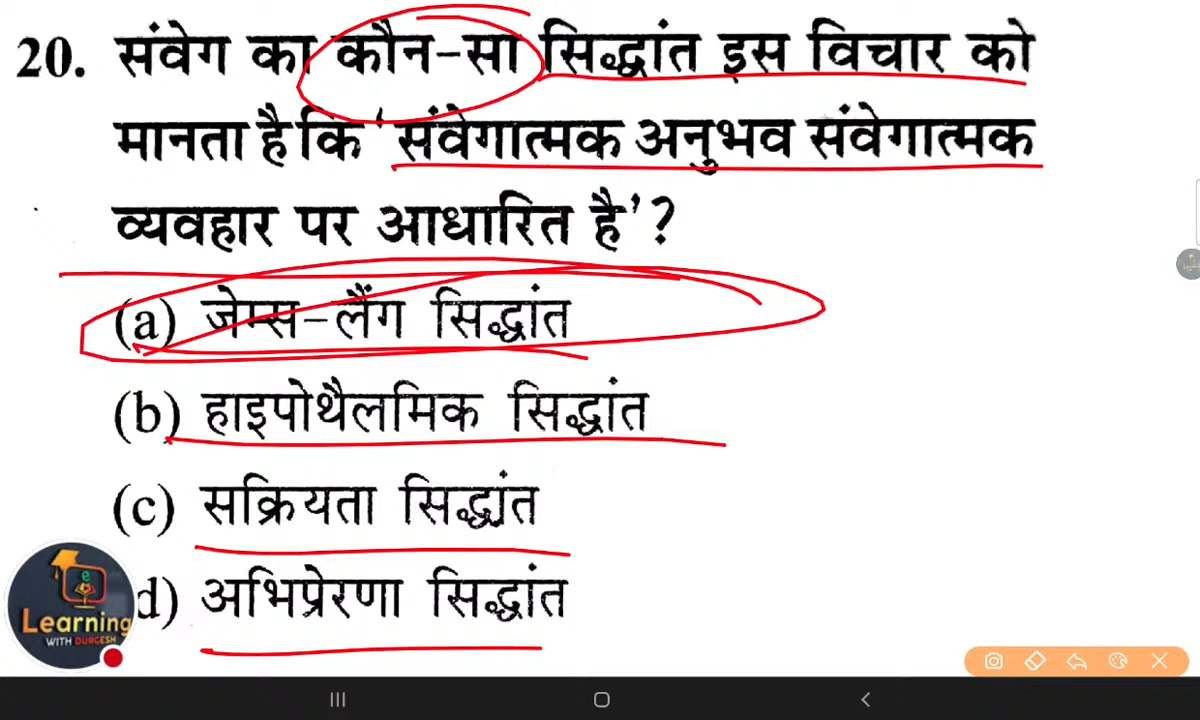 20. संवेग का कौन-सा सिद्धांत इस विचार को
मानता है कि 'संवेगात्मक अनुभव संवेगात्मक
व्यवहार पर आधारित है'?
(a) जेम्स-लैंग सिद्धांत
(b) हाइपोथैलमिक सिद्धांत
(c) सक्रियता सिद्धांत
d) अभिप्रेरणा सिद्धांत
e
Learning
WITH DURGESH